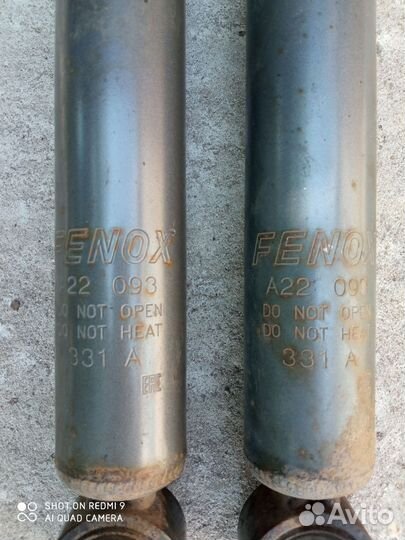 FENOX
22 093
DO NOT OPEN
DO NOT HEAT
331 A
EAC
FENOX
A22 09
DO NOT OPEN
DO NOT HEAT
331 A
SHOT ON REDMI 9
AI QUAD CAMERA
Avito